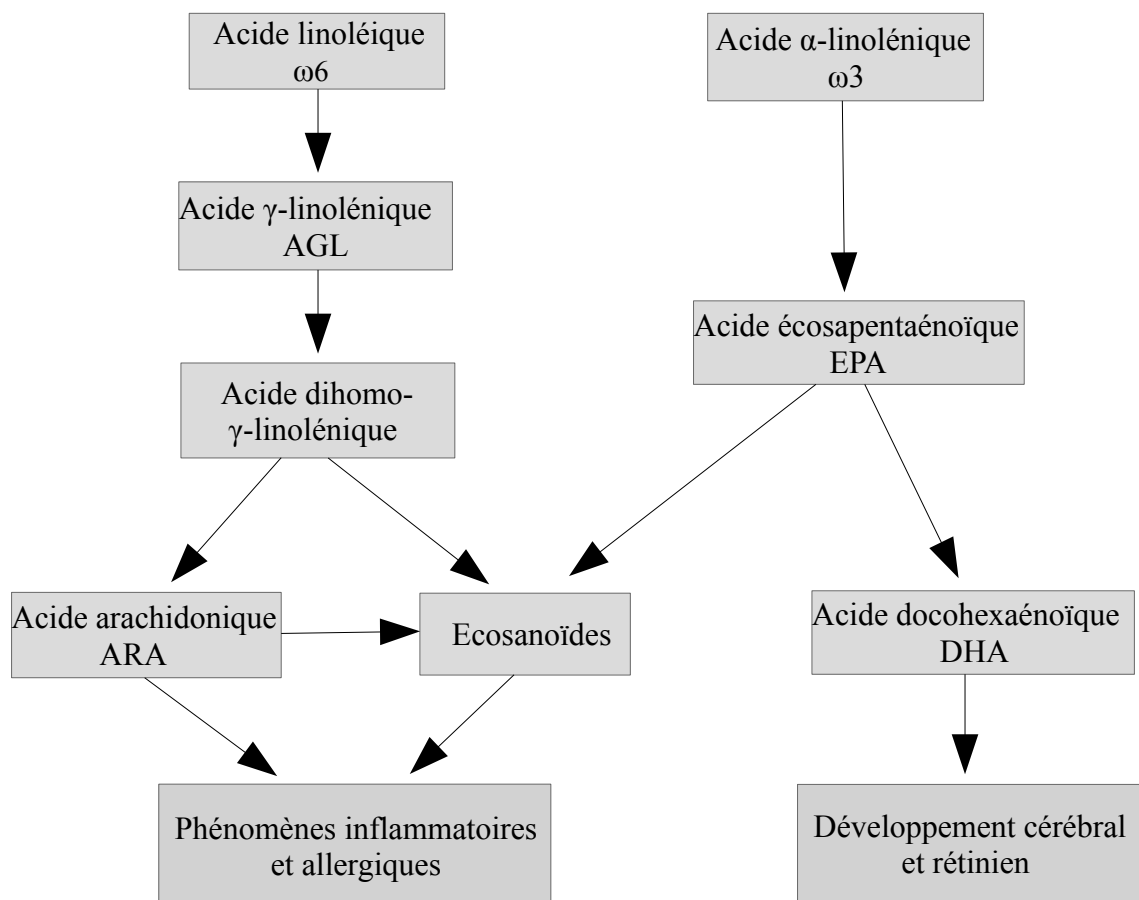 Acide linoléique
ω6
Acide α-linolénique
ω3
Acide γ-linolénique
AGL
Acide écosapentaénoïque
EPA
Acide dihomo-
γ-linolénique
Acide arachidonique
ARA
Ecosanoïdes
Acide docohexaénoïque
DHA
Phénomènes inflammatoires
et allergiques
Développement cérébral
et rétinien